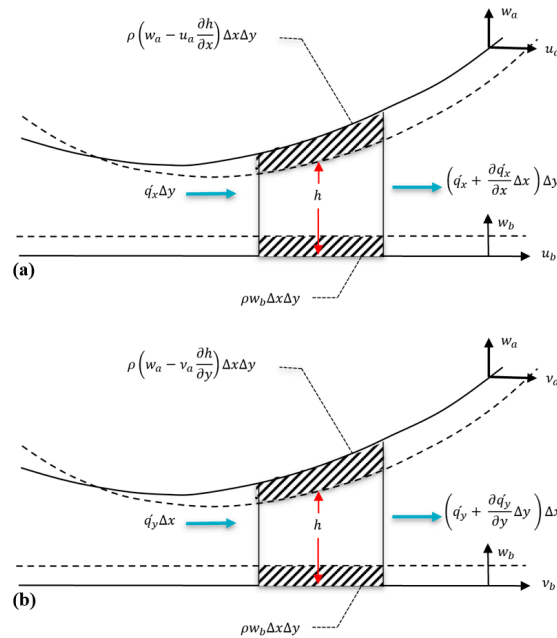 w_a
ρ(w_a − u_a ∂h/∂x)ΔxΔy
u_a
q́_xΔy
h
(q́_x + ∂q́_x/∂x Δx)Δy
w_b
(a)
u_b
ρw_bΔxΔy
w_a
ρ(w_a − v_a ∂h/∂y)ΔxΔy
v_a
q́_yΔx
h
(q́_y + ∂q́_y/∂y Δy)Δx
w_b
(b)
v_b
ρw_bΔxΔy